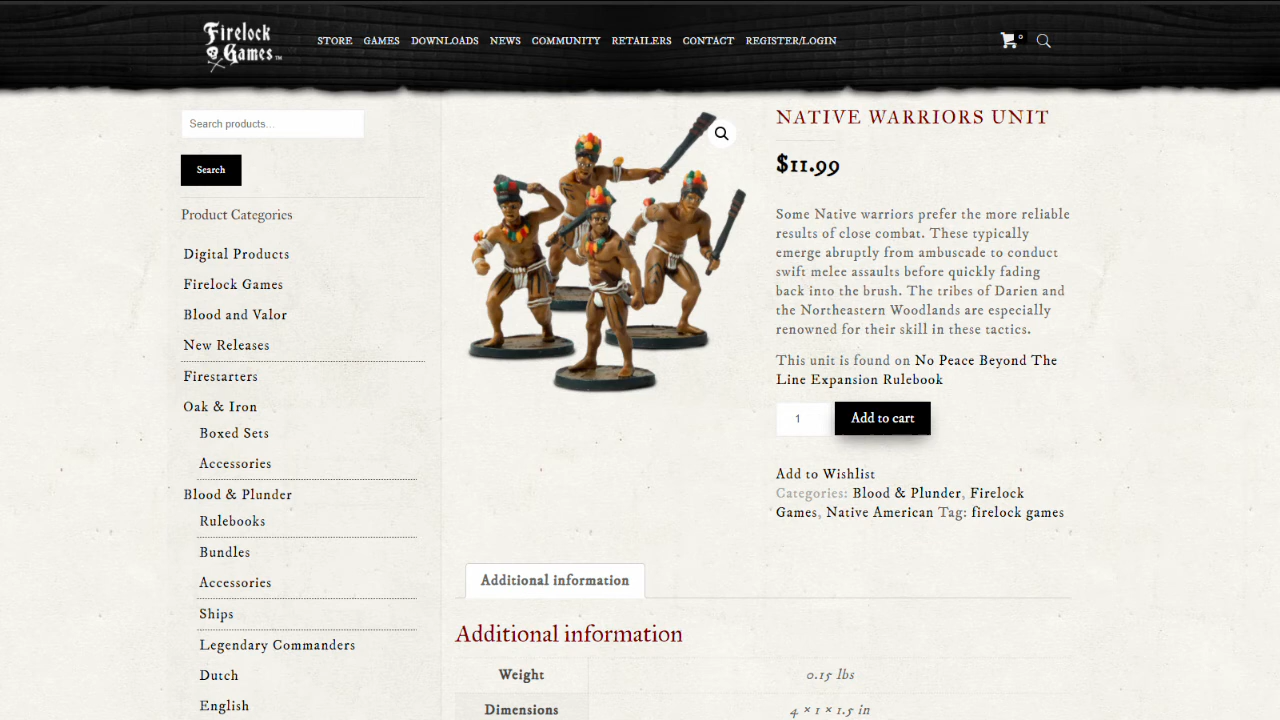 Firelock
Games™
STORE GAMES DOWNLOADS NEWS COMMUNITY RETAILERS CONTACT REGISTER/LOGIN
0
Search products…
Search
Product Categories
Digital Products
Firelock Games
Blood and Valor
New Releases
Firestarters
Oak & Iron
Boxed Sets
Accessories
Blood & Plunder
Rulebooks
Bundles
Accessories
Ships
Legendary Commanders
Dutch
English
NATIVE WARRIORS UNIT
$11.99
Some Native warriors prefer the more reliable
results of close combat. These typically
emerge abruptly from ambuscade to conduct
swift melee assaults before quickly fading
back into the brush. The tribes of Darien and
the Northeastern Woodlands are especially
renowned for their skill in these tactics.
This unit is found on No Peace Beyond The
Line Expansion Rulebook
1 Add to cart
Add to Wishlist
Categories: Blood & Plunder, Firelock
Games, Native American Tag: firelock games
Additional information
Additional information
Weight 0.15 lbs
Dimensions 4 × 1 × 1.5 in